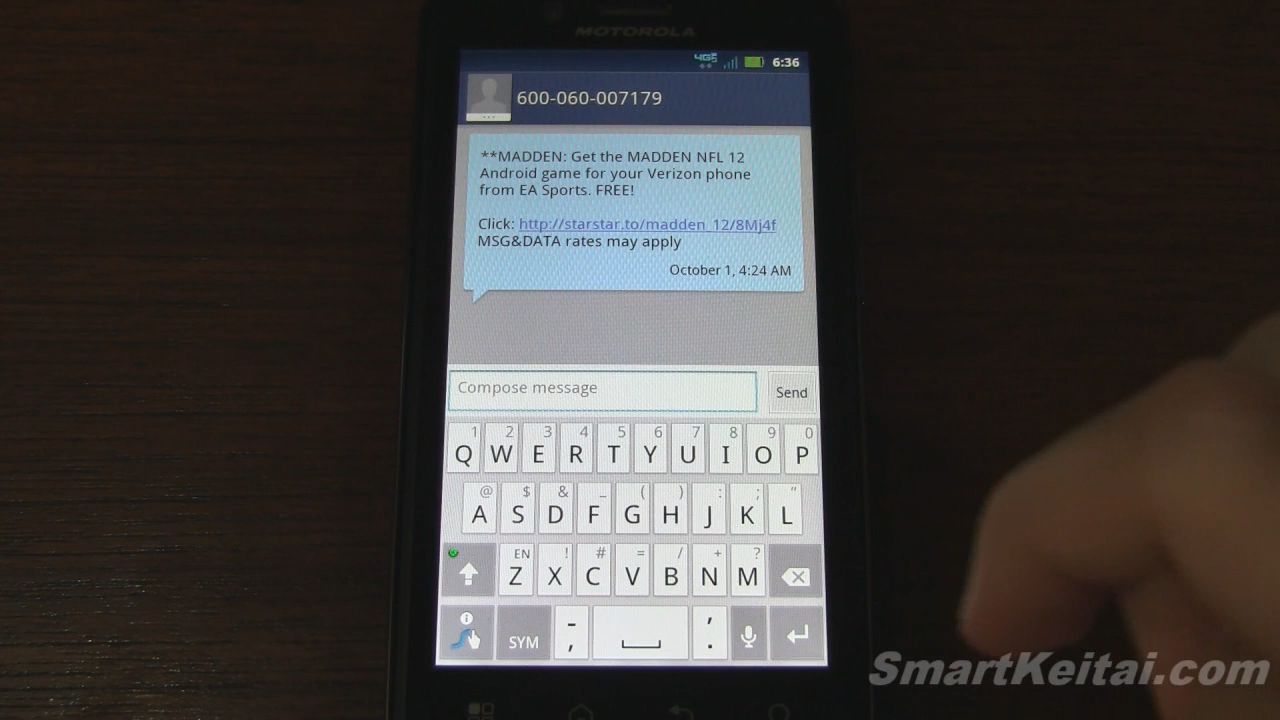 MOTOROLA
4G 6:36
600-060-007179
**MADDEN: Get the MADDEN NFL 12
Android game for your Verizon phone
from EA Sports. FREE!
Click: http://starstar.to/madden_12/8Mj4f
MSG&DATA rates may apply
October 1, 4:24 AM
Compose message
Send
1 2 3 4 5 6 7 8 9 0
Q W E R T Y U I O P
@ $ & _ ( ) : ; "
A S D F G H J K L
EN ! # = / + ?
Z X C V B N M
SYM - , ' .
SmartKeitai.com